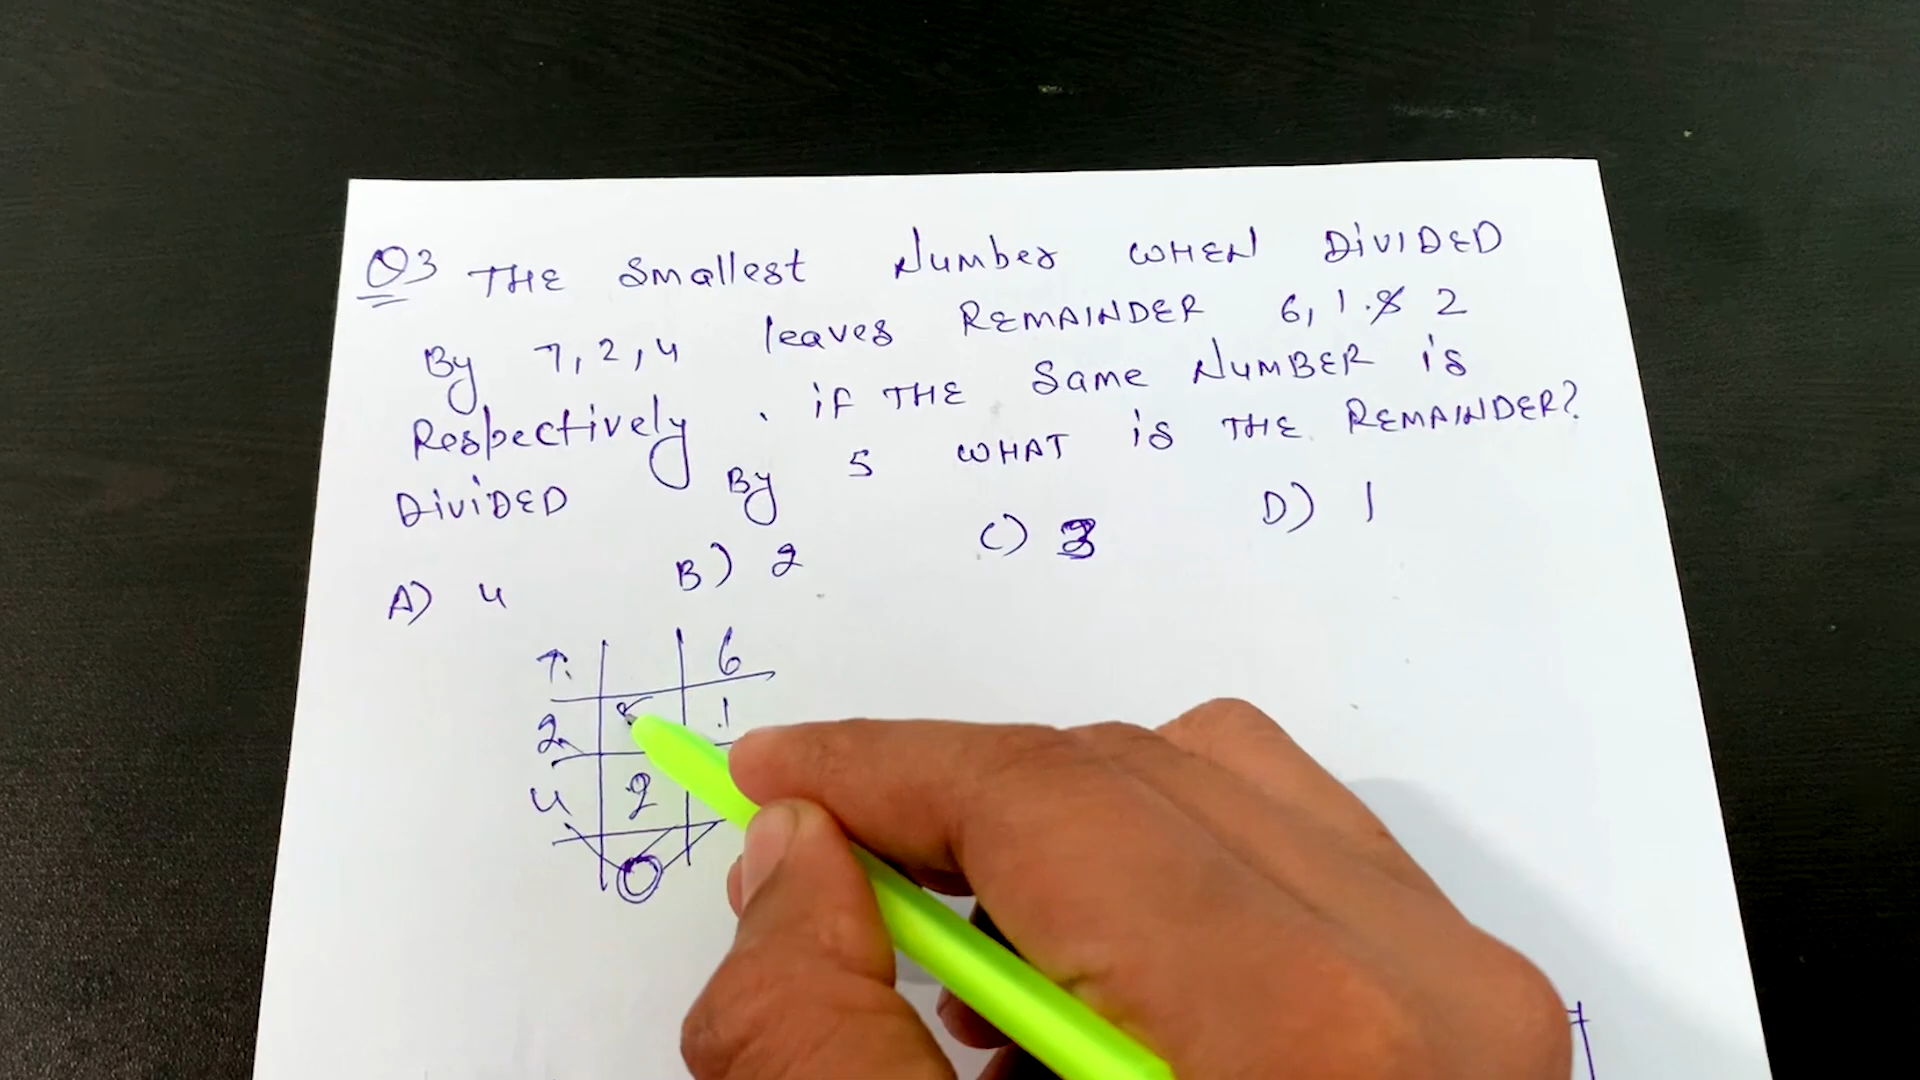 Q3 THE Smallest Number WHEN DIVIDED
By 7, 2, 4 leaves REMAINDER 6, 1 & 2
Respectively. if THE Same NUMBER is
DiviDED By 5 WHAT is THE REMAINDER?
A) 4 B) 2 C) 3 D) 1
7. 6
2. 1
4 2
0